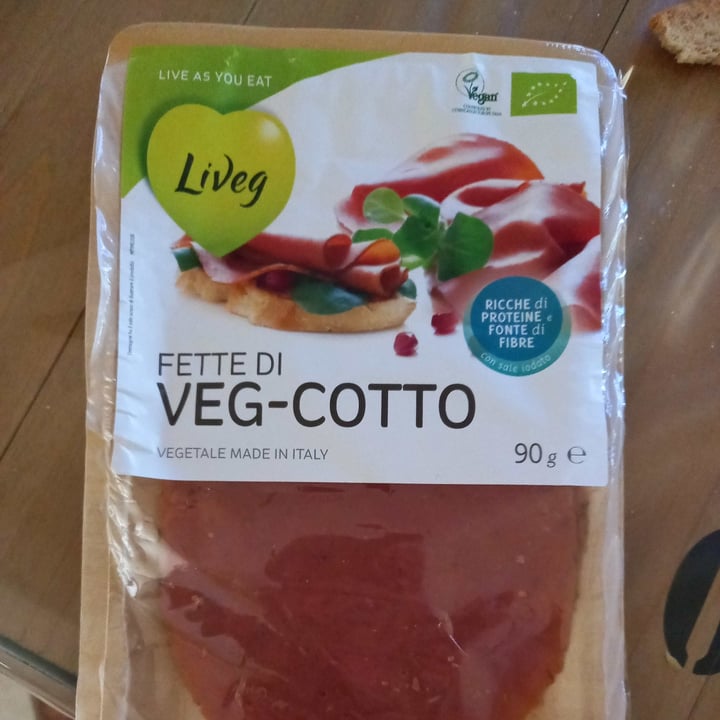 LIVE AS YOU EAT
Liveg
Vegan
RICCHE di
PROTEINE e
FONTE di
FIBRE
con sale iodato
FETTE DI
VEG-COTTO
VEGETALE MADE IN ITALY
90 g ℮